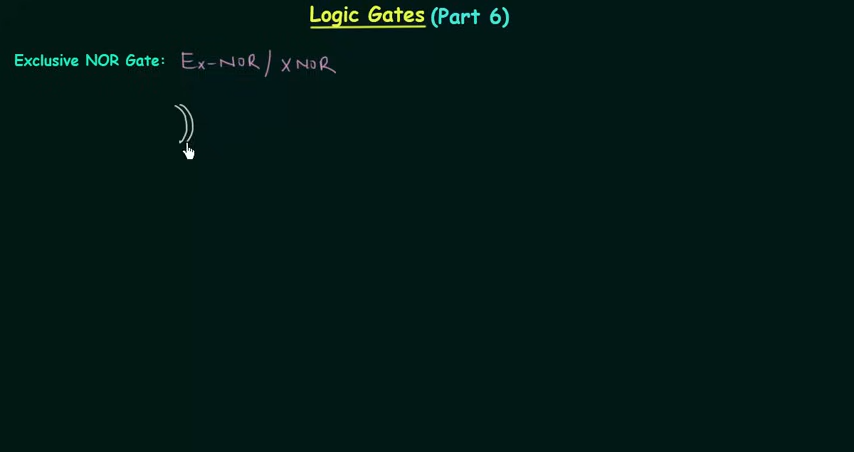 Logic Gates (Part 6)
Exclusive NOR Gate: Ex-NOR / XNOR